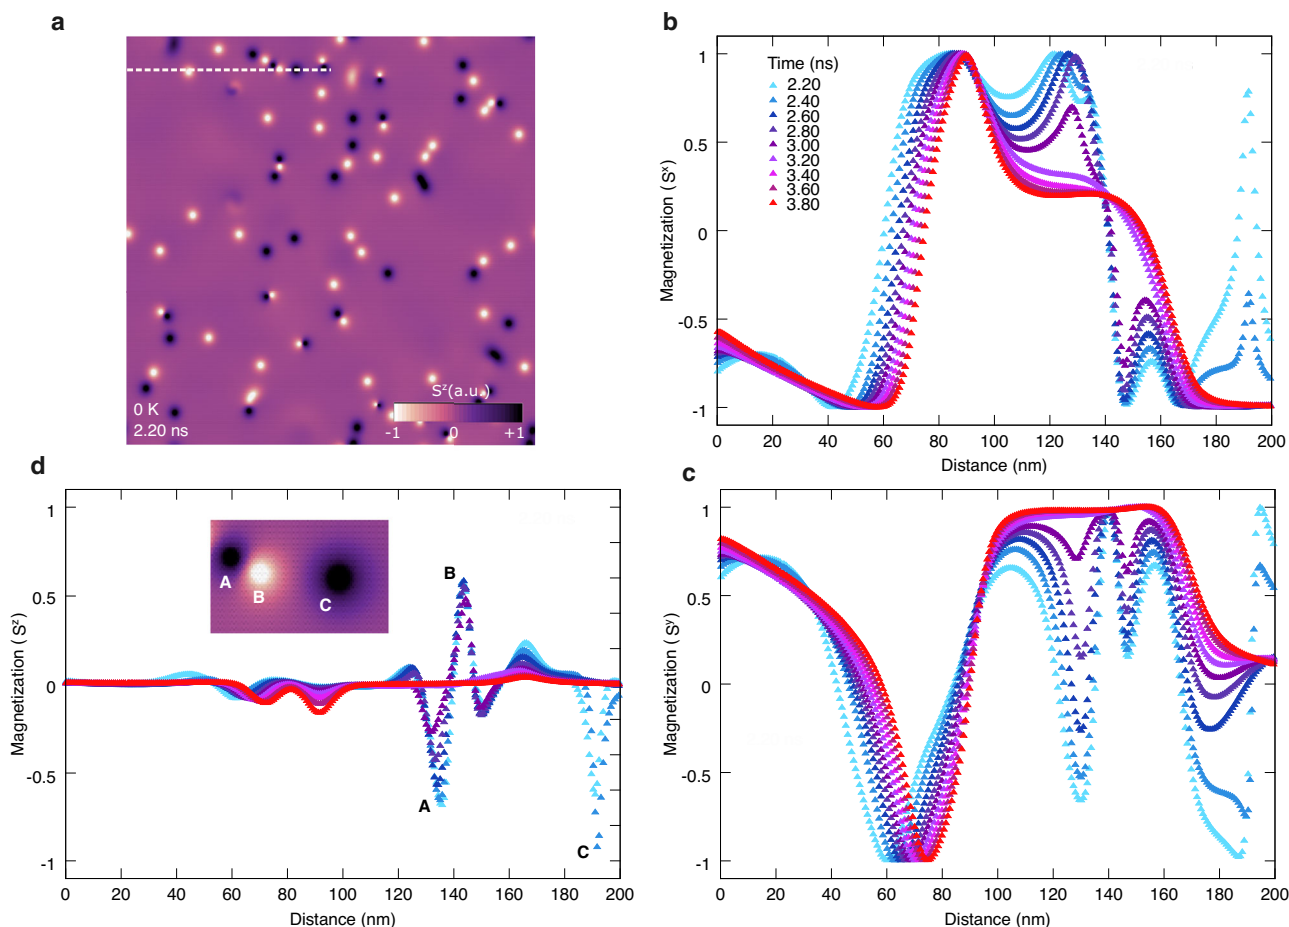 a
S^z(a.u.)
-1 0 +1
0 K
2.20 ns
b
Magnetization (S^x)
1
0.5
0
-0.5
-1
Time (ns)
2.20
2.40
2.60
2.80
3.00
3.20
3.40
3.60
3.80
0 20 40 60 80 100 120 140 160 180 200
Distance (nm)
d
Magnetization (S^z)
1
0.5
0
-0.5
-1
A
B
C
B
A
C
0 20 40 60 80 100 120 140 160 180 200
Distance (nm)
c
Magnetization (S^y)
1
0.5
0
-0.5
-1
0 20 40 60 80 100 120 140 160 180 200
Distance (nm)